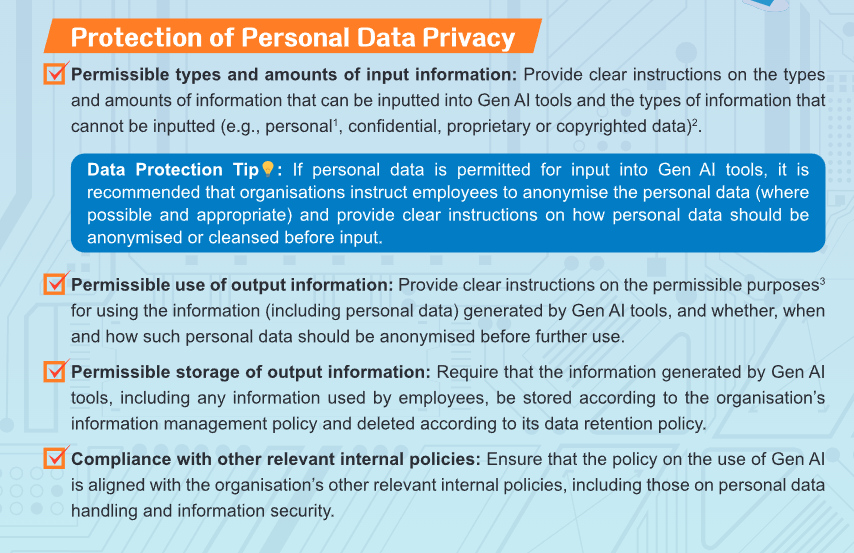 Protection of Personal Data Privacy
Permissible types and amounts of input information: Provide clear instructions on the types
and amounts of information that can be inputted into Gen AI tools and the types of information that
cannot be inputted (e.g., personal¹, confidential, proprietary or copyrighted data)².
Data Protection Tip💡: If personal data is permitted for input into Gen AI tools, it is
recommended that organisations instruct employees to anonymise the personal data (where
possible and appropriate) and provide clear instructions on how personal data should be
anonymised or cleansed before input.
Permissible use of output information: Provide clear instructions on the permissible purposes³
for using the information (including personal data) generated by Gen AI tools, and whether, when
and how such personal data should be anonymised before further use.
Permissible storage of output information: Require that the information generated by Gen AI
tools, including any information used by employees, be stored according to the organisation’s
information management policy and deleted according to its data retention policy.
Compliance with other relevant internal policies: Ensure that the policy on the use of Gen AI
is aligned with the organisation’s other relevant internal policies, including those on personal data
handling and information security.